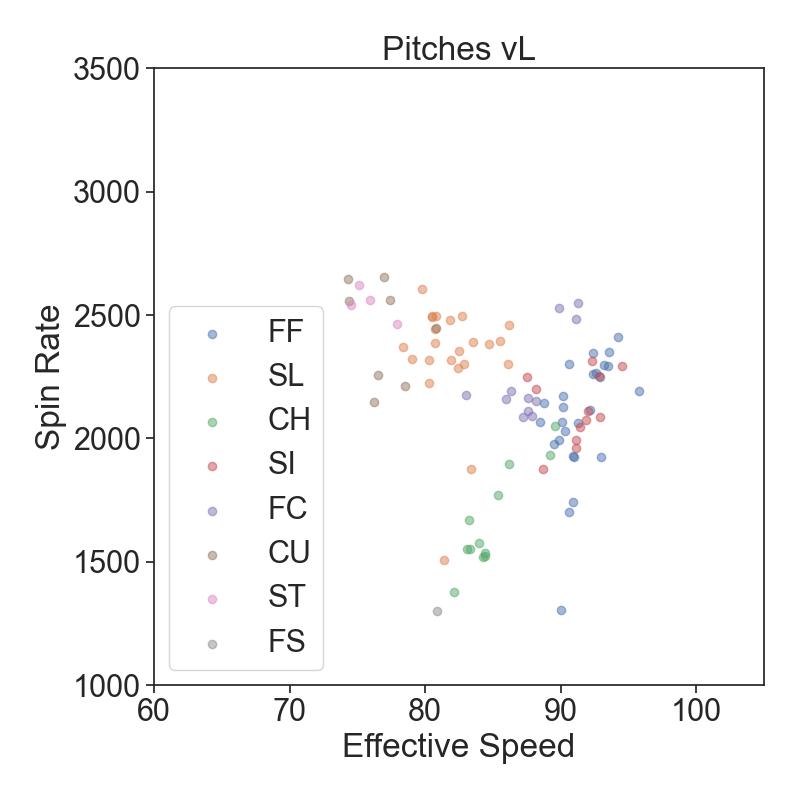 Pitches vL
3500
3000
2500
2000
1500
1000
Spin Rate
FF
SL
CH
SI
FC
CU
ST
FS
60 70 80 90 100
Effective Speed